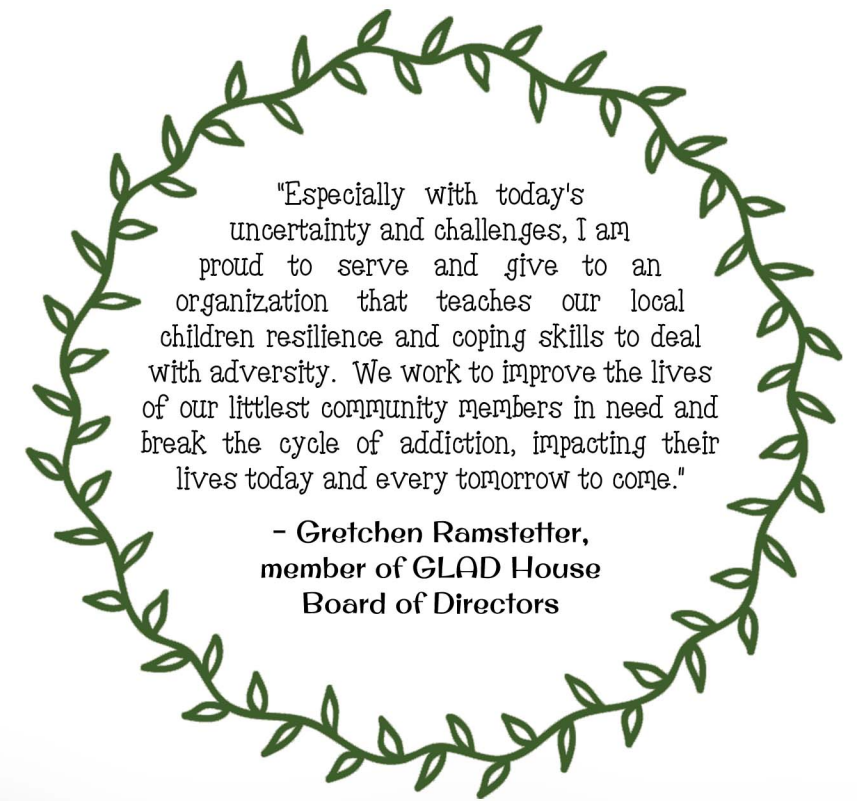 "Especially with today's
uncertainty and challenges, I am
proud to serve and give to an
organization that teaches our local
children resilience and coping skills to deal
with adversity. We work to improve the lives
of our littlest community members in need and
break the cycle of addiction, impacting their
lives today and every tomorrow to come."
- Gretchen Ramstetter,
member of GLAD House
Board of Directors